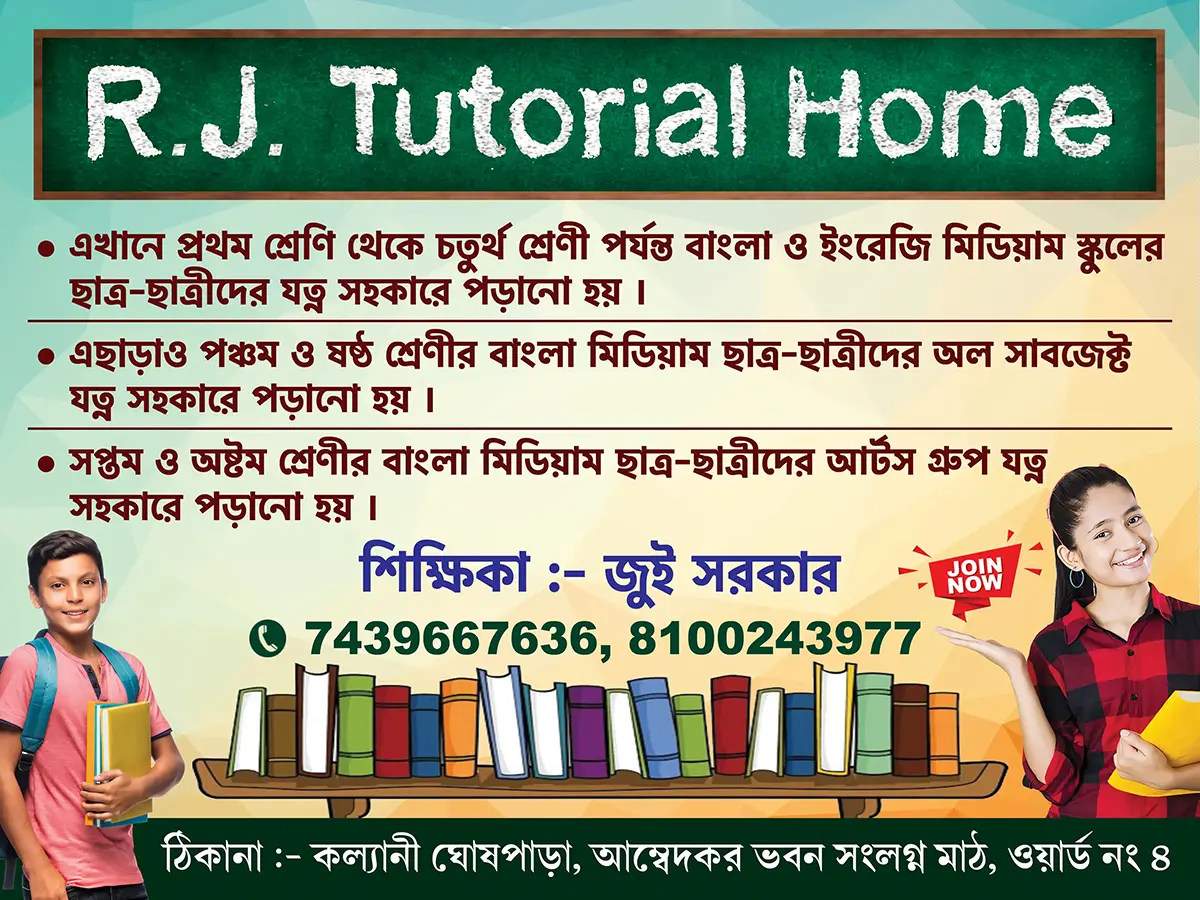 R.J. Tutorial Home
• এখানে প্রথম শ্রেণি থেকে চতুর্থ শ্রেণী পর্যন্ত বাংলা ও ইংরেজি মিডিয়াম স্কুলের
ছাত্র-ছাত্রীদের যত্ন সহকারে পড়ানো হয় ।
• এছাড়াও পঞ্চম ও ষষ্ঠ শ্রেণীর বাংলা মিডিয়াম ছাত্র-ছাত্রীদের অল সাবজেক্ট
যত্ন সহকারে পড়ানো হয় ।
• সপ্তম ও অষ্টম শ্রেণীর বাংলা মিডিয়াম ছাত্র-ছাত্রীদের আর্টস গ্রুপ যত্ন
সহকারে পড়ানো হয় ।
শিক্ষিকা :- জুই সরকার
JOIN
NOW
7439667636, 8100243977
ঠিকানা :- কল্যানী ঘোষপাড়া, আম্বেদকর ভবন সংলগ্ন মাঠ, ওয়ার্ড নং ৪